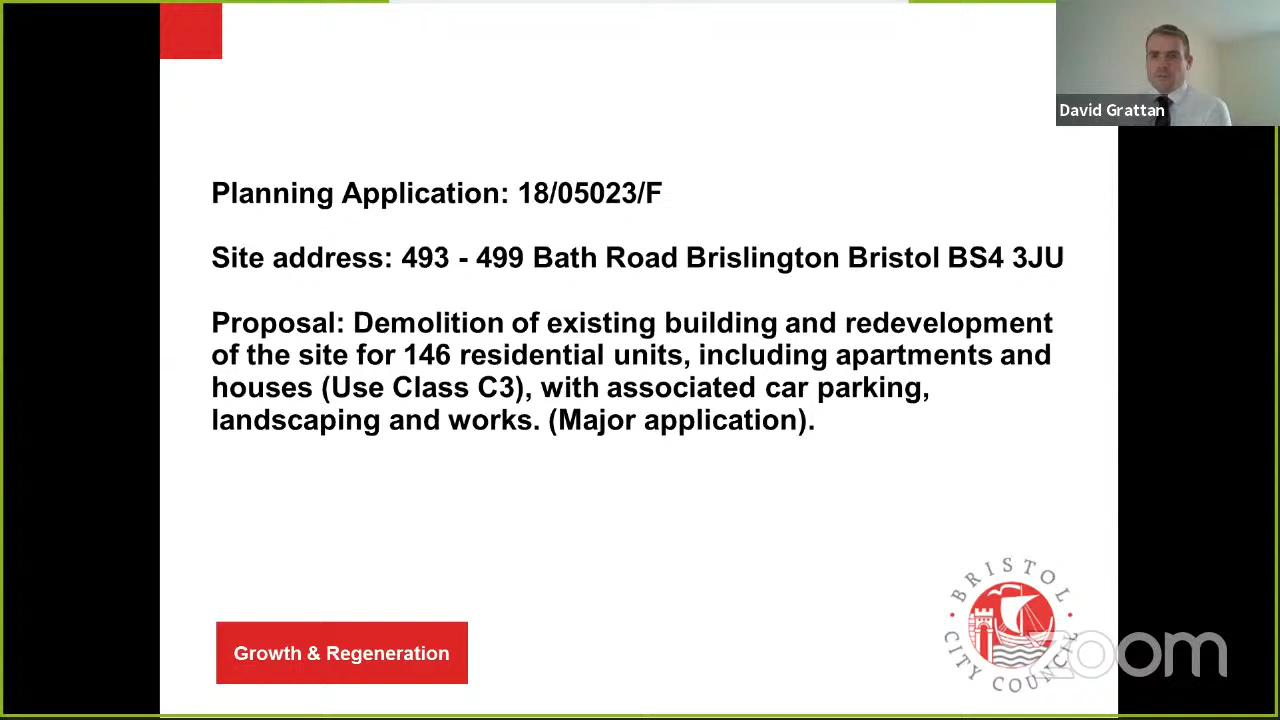 David Grattan
Planning Application: 18/05023/F
Site address: 493 - 499 Bath Road Brislington Bristol BS4 3JU
Proposal: Demolition of existing building and redevelopment
of the site for 146 residential units, including apartments and
houses (Use Class C3), with associated car parking,
landscaping and works. (Major application).
Growth & Regeneration
BRISTOL
CITY COUNCIL
zoom